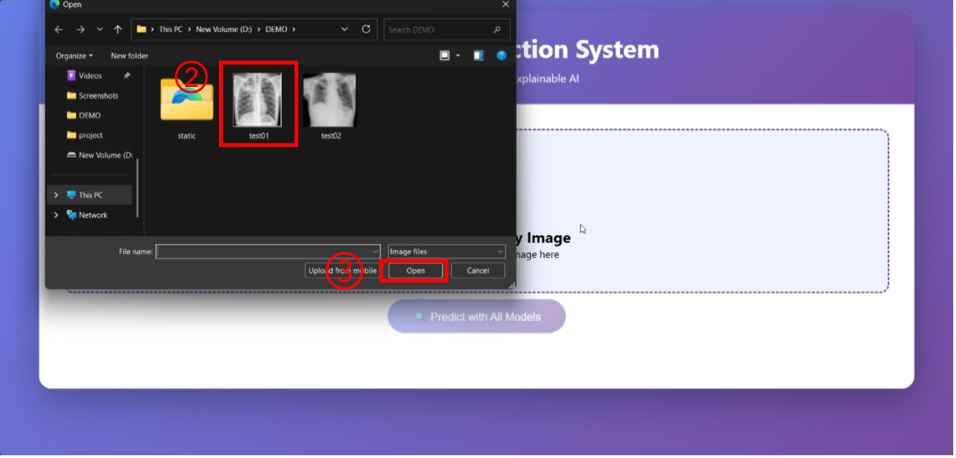 Open
This PC > New Volume (D:) > DEMO >
Search DEMO
Organize
New folder
Videos
Screenshots
DEMO
project
New Volume (D:
This PC
Network
②
static
test01
test02
File name:
Image files
Upload from mobile
③
Open
Cancel
ction System
xplainable AI
y Image
nage here
Predict with All Models